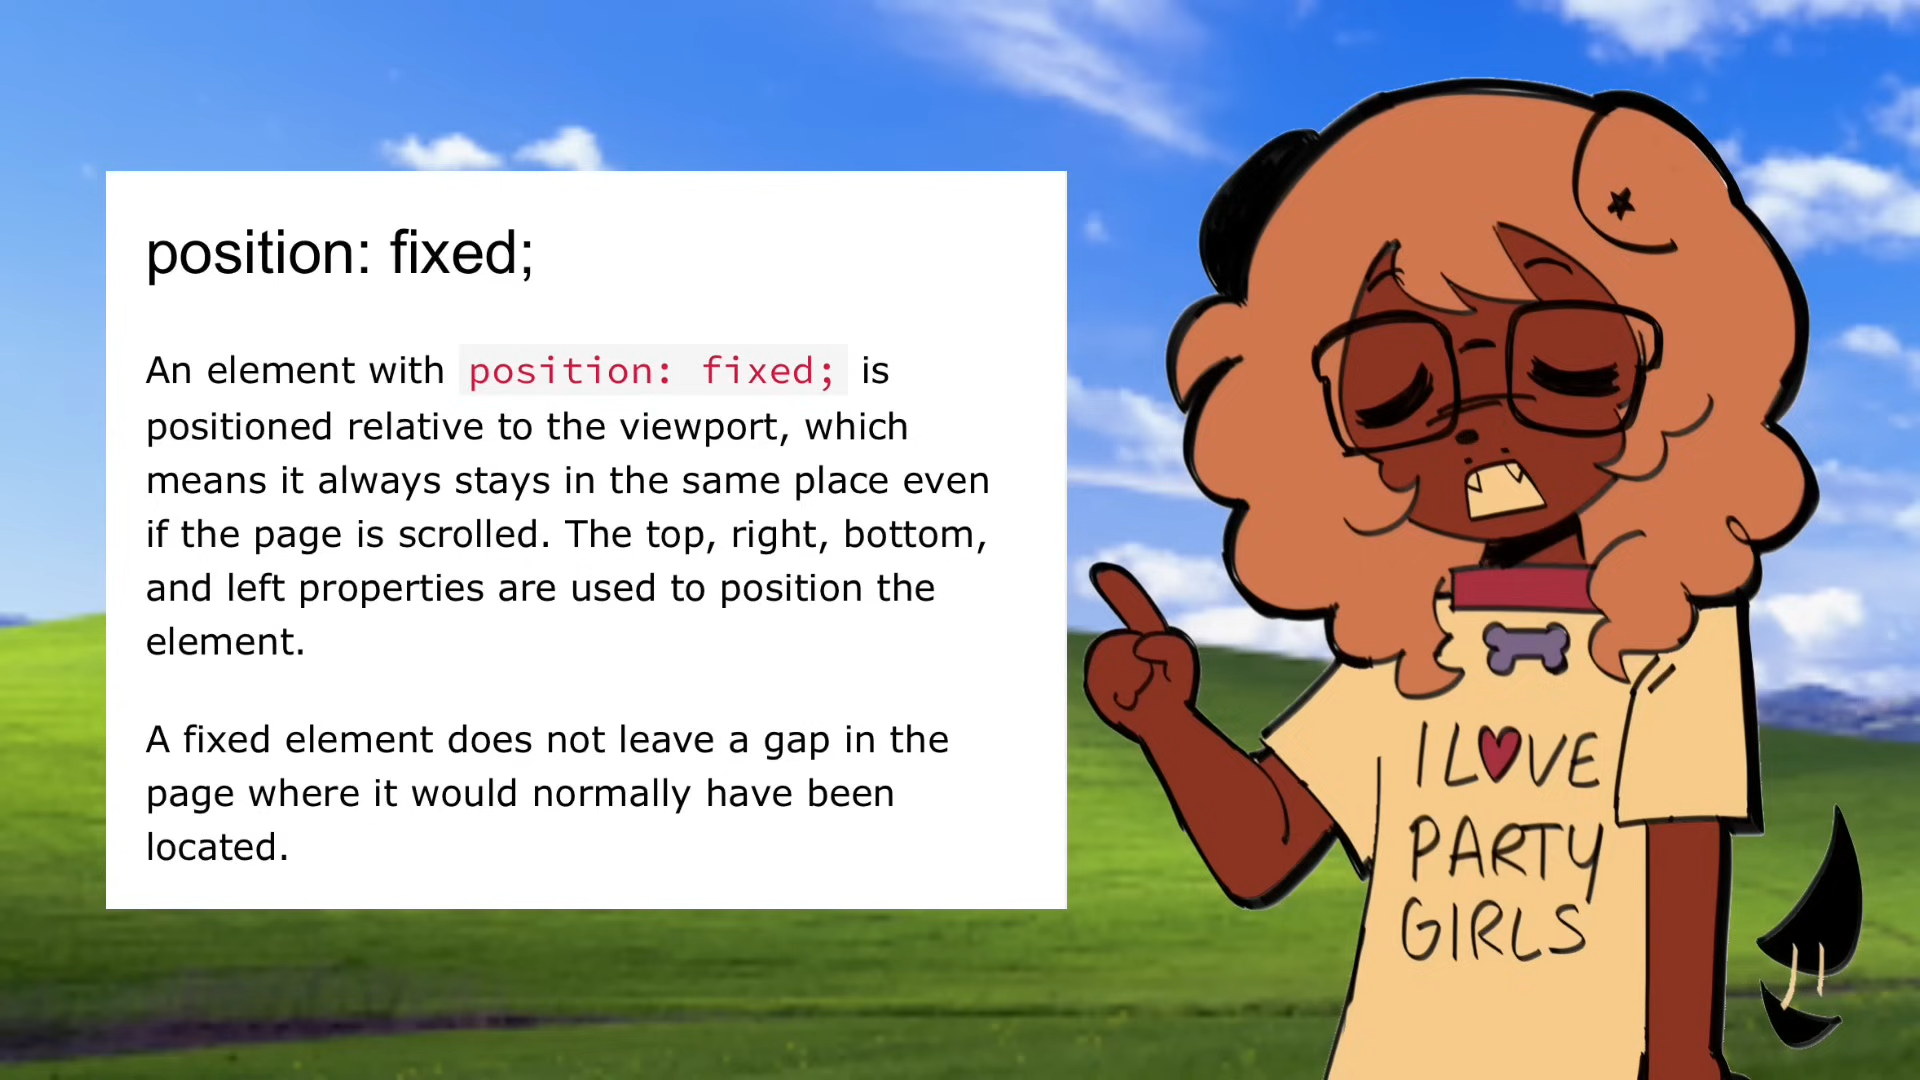 position: fixed;
An element with position: fixed; is
positioned relative to the viewport, which
means it always stays in the same place even
if the page is scrolled. The top, right, bottom,
and left properties are used to position the
element.
A fixed element does not leave a gap in the
page where it would normally have been
located.
I L♥VE
PARTY
GIRLS